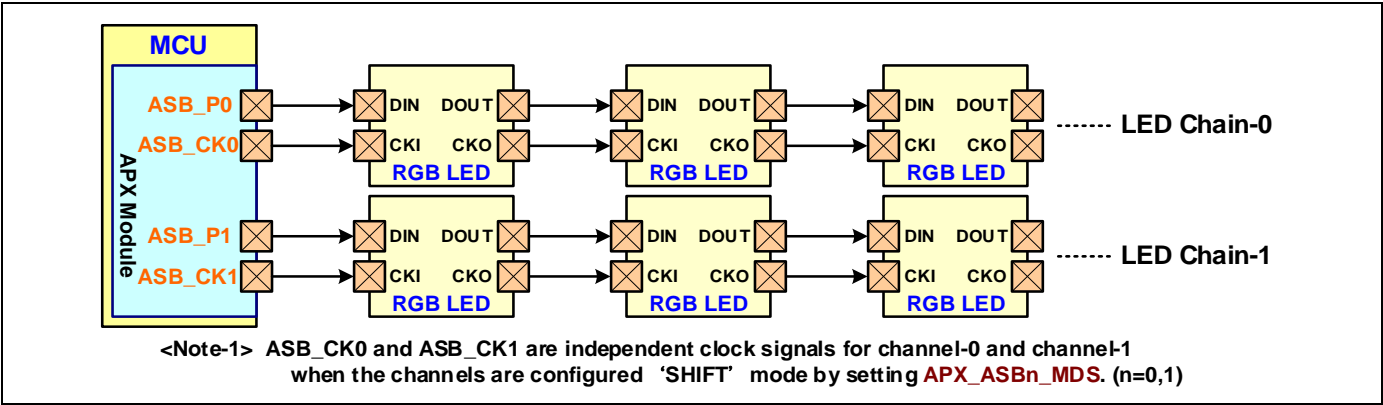 MCU
APX Module
ASB_P0
ASB_CK0
ASB_P1
ASB_CK1
DIN DOUT
CKI CKO
RGB LED
DIN DOUT
CKI CKO
RGB LED
DIN DOUT
CKI CKO
RGB LED
LED Chain-0
DIN DOUT
CKI CKO
RGB LED
DIN DOUT
CKI CKO
RGB LED
DIN DOUT
CKI CKO
RGB LED
LED Chain-1
<Note-1> ASB_CK0 and ASB_CK1 are independent clock signals for channel-0 and channel-1
when the channels are configured ‘SHIFT’ mode by setting APX_ASBn_MDS. (n=0,1)